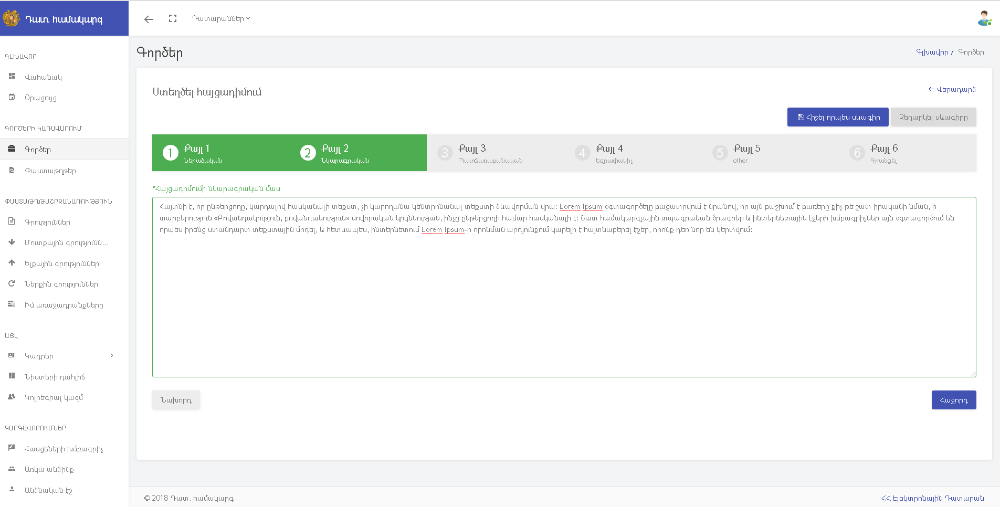 Դատ. համակարգ
Դատարաններ
ԳԼԽԱՎՈՐ
Վահանակ
Օրացույց
ԳՈՐԾԵՐԻ ԿԱՌԱՎԱՐՈՒՄ
Գործեր
Փաստաթղթեր
ՓԱՍՏԱԹՂԹԱՇՐՋԱՆԱՌՈՒԹՅՈՒՆ
Գրություններ
Մուտքային գրությունն...
Ելքային գրություններ
Ներքին գրություններ
Իմ առաջադրանքները
ԱՅԼ
Կադրեր
Նիստերի դահլիճ
Կոլիեգիալ կազմ
ԿԱՐԳԱՎՈՐՈՒՄՆԵՐ
Հասցեների խմբագրիչ
Առկա անձինք
Անձնական էջ
Գործեր
Գլխավոր / Գործեր
Ստեղծել հայցադիմում
← Վերադարձ
Հիշել որպես սևագիր
Չեղարկել սևագիրը
1 Քայլ 1
Ներածական
2 Քայլ 2
Նկարագրական
3 Քայլ 3
Պատճառաբանական
4 Քայլ 4
Եզրափակիչ
5 Քայլ 5
other
6 Քայլ 6
Գրանցել
*Հայցադիմումի նկարագրական մաս
Հայտնի է, որ ընթերցողը, կարդալով հասկանալի տեքստ, չի կարողանա կենտրոնանալ տեքստի ձևավորման վրա: Lorem Ipsum օգտագործելը բացատրվում է նրանով, որ այն բաշխում է բառերը քիչ թե շատ իրականի նման, ի
տարբերություն «Բովանդակություն, բովանդակություն» սովորական կրկնության, ինչը ընթերցողի համար հասկանալի է: Շատ համակարգչային տպագրական ծրագրեր և ինտերնետային էջերի խմբագրիչներ այն օգտագործում են
որպես իրենց ստանդարտ տեքստային մոդել, և հետևապես, ինտերնետում Lorem Ipsum-ի որոնման արդյունքում կարելի է հայտնաբերել էջեր, որոնք դեռ նոր են կերտվում:
Նախորդ
Հաջորդ
© 2018 Դատ. համակարգ
ՀՀ Էլեկտրոնային Դատարան